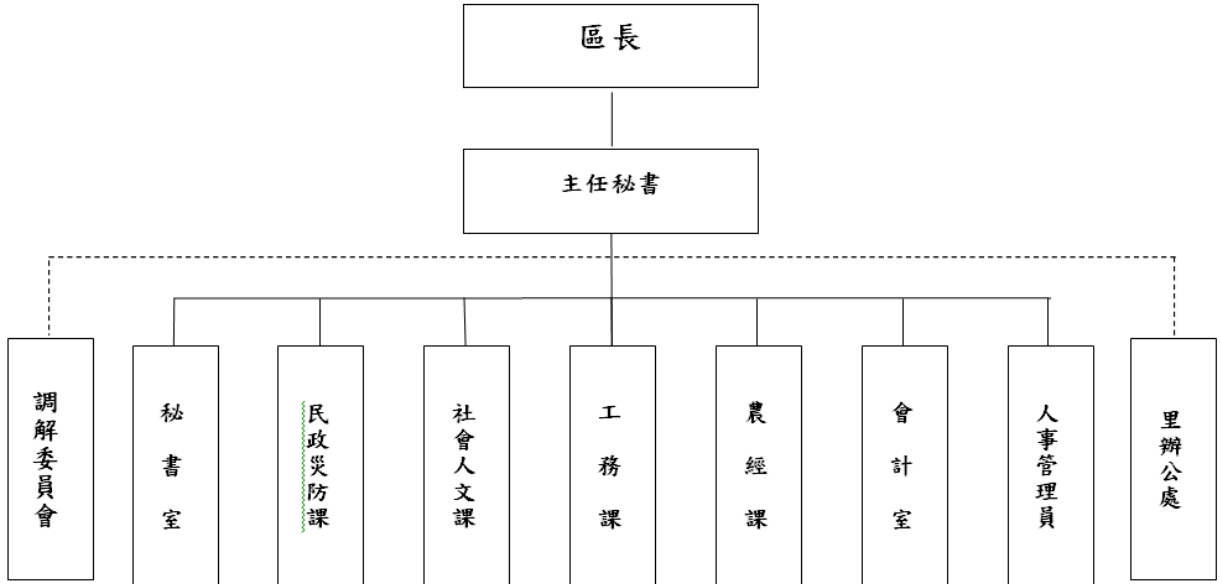 區長
主任秘書
調解委員會
秘書室
民政災防課
社會人文課
工務課
農經課
會計室
人事管理員
里辦公處